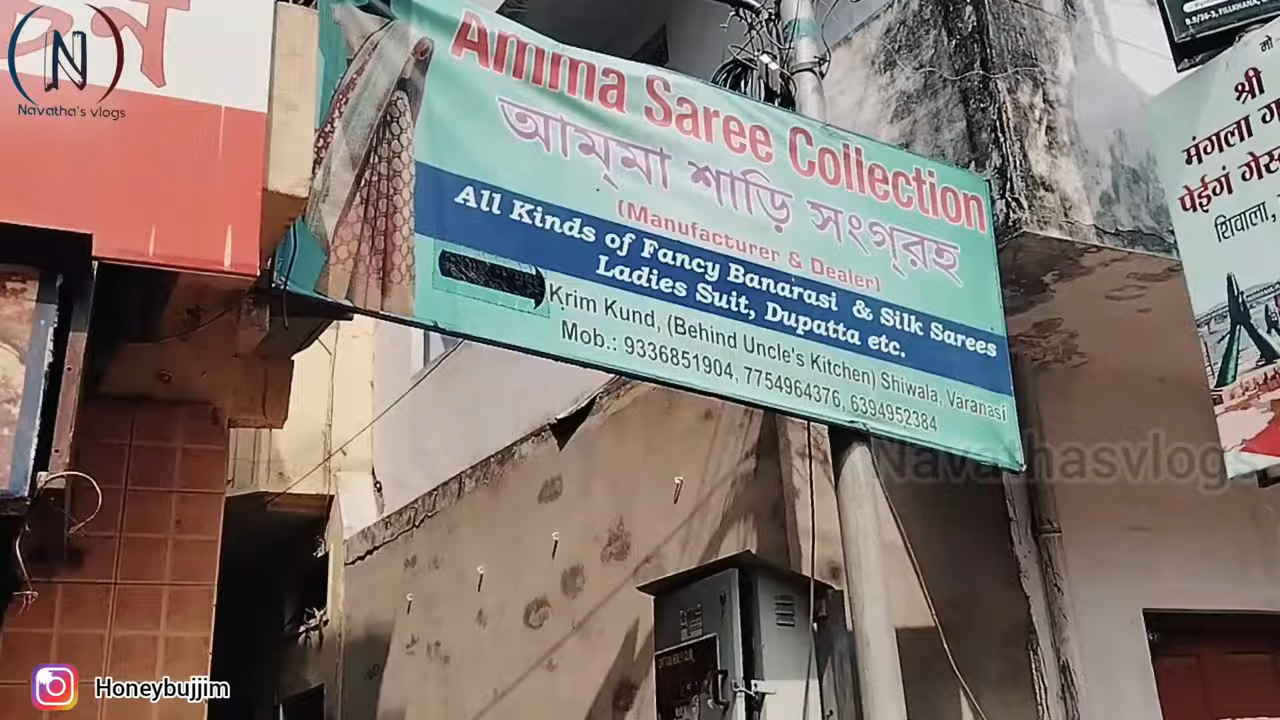 N
Navatha's vlogs
Amma Saree Collection
আম্‌মা শাড়ি সংগ্‌রহ
(Manufacturer & Dealer)
All Kinds of Fancy Banarasi & Silk Sarees
Ladies Suit, Dupatta etc.
Krim Kund, (Behind Uncle's Kitchen) Shiwala, Varanasi
Mob.: 9336851904, 7754964376, 6394952384
श्री
मंगला
पेईगं
शिवाला,
Navathasvlogs
Honeybujjim